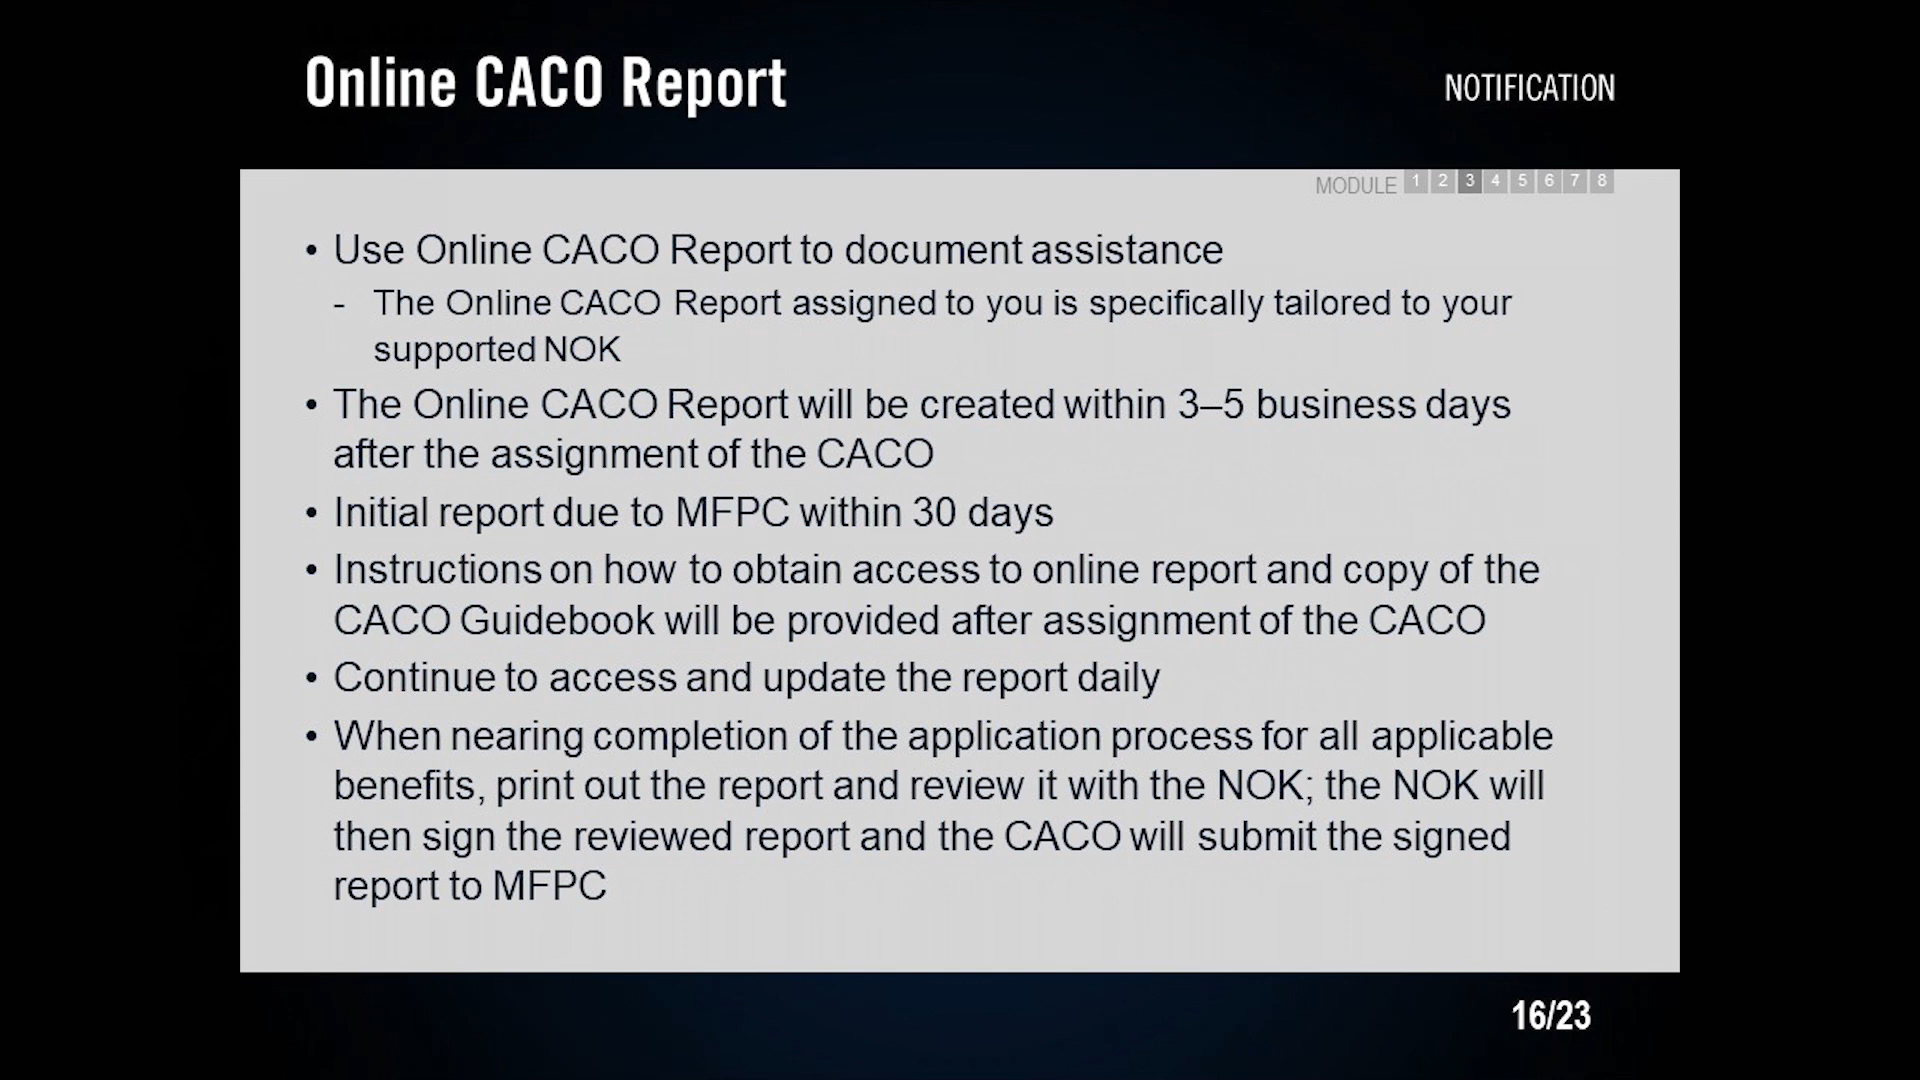 Online CACO Report
NOTIFICATION
MODULE 1 2 3 4 5 6 7 8
• Use Online CACO Report to document assistance
- The Online CACO Report assigned to you is specifically tailored to your
supported NOK
• The Online CACO Report will be created within 3–5 business days
after the assignment of the CACO
• Initial report due to MFPC within 30 days
• Instructions on how to obtain access to online report and copy of the
CACO Guidebook will be provided after assignment of the CACO
• Continue to access and update the report daily
• When nearing completion of the application process for all applicable
benefits, print out the report and review it with the NOK; the NOK will
then sign the reviewed report and the CACO will submit the signed
report to MFPC
16/23